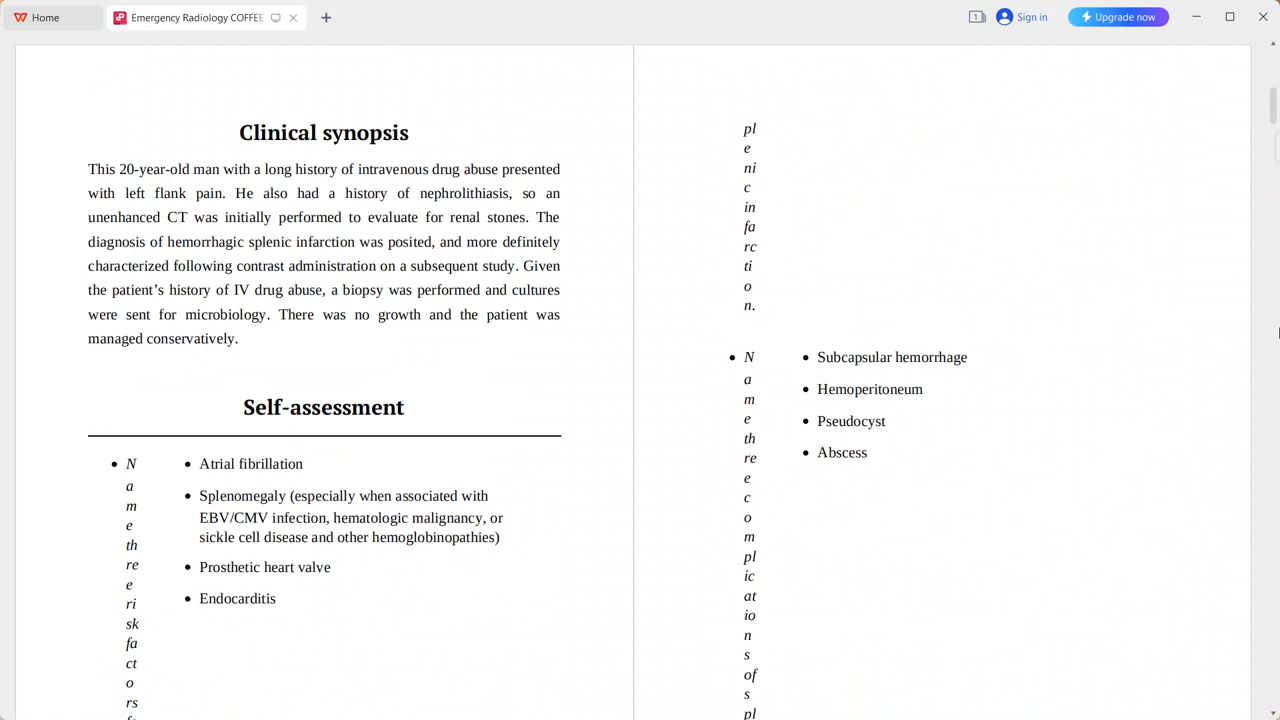 Home
Emergency Radiology COFFEE
1
Sign in
Upgrade now
Clinical synopsis
This 20-year-old man with a long history of intravenous drug abuse presented
with left flank pain. He also had a history of nephrolithiasis, so an
unenhanced CT was initially performed to evaluate for renal stones. The
diagnosis of hemorrhagic splenic infarction was posited, and more definitely
characterized following contrast administration on a subsequent study. Given
the patient’s history of IV drug abuse, a biopsy was performed and cultures
were sent for microbiology. There was no growth and the patient was
managed conservatively.
Self-assessment
• N
a
m
e
th
re
e
ri
sk
fa
ct
o
rs
• Atrial fibrillation
• Splenomegaly (especially when associated with
EBV/CMV infection, hematologic malignancy, or
sickle cell disease and other hemoglobinopathies)
• Prosthetic heart valve
• Endocarditis
pl
e
ni
c
in
fa
rc
ti
o
n.
• N
a
m
e
th
re
e
c
o
m
pl
ic
at
io
n
s
of
s
pl
• Subcapsular hemorrhage
• Hemoperitoneum
• Pseudocyst
• Abscess